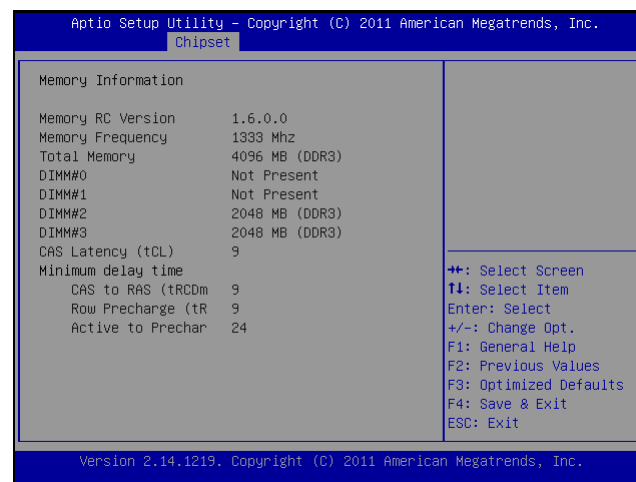 Aptio Setup Utility – Copyright (C) 2011 American Megatrends, Inc.
Chipset
Memory Information
Memory RC Version 1.6.0.0
Memory Frequency 1333 Mhz
Total Memory 4096 MB (DDR3)
DIMM#0 Not Present
DIMM#1 Not Present
DIMM#2 2048 MB (DDR3)
DIMM#3 2048 MB (DDR3)
CAS Latency (tCL) 9
Minimum delay time
CAS to RAS (tRCDm 9
Row Precharge (tR 9
Active to Prechar 24
→←: Select Screen
↑↓: Select Item
Enter: Select
+/-: Change Opt.
F1: General Help
F2: Previous Values
F3: Optimized Defaults
F4: Save & Exit
ESC: Exit
Version 2.14.1219. Copyright (C) 2011 American Megatrends, Inc.